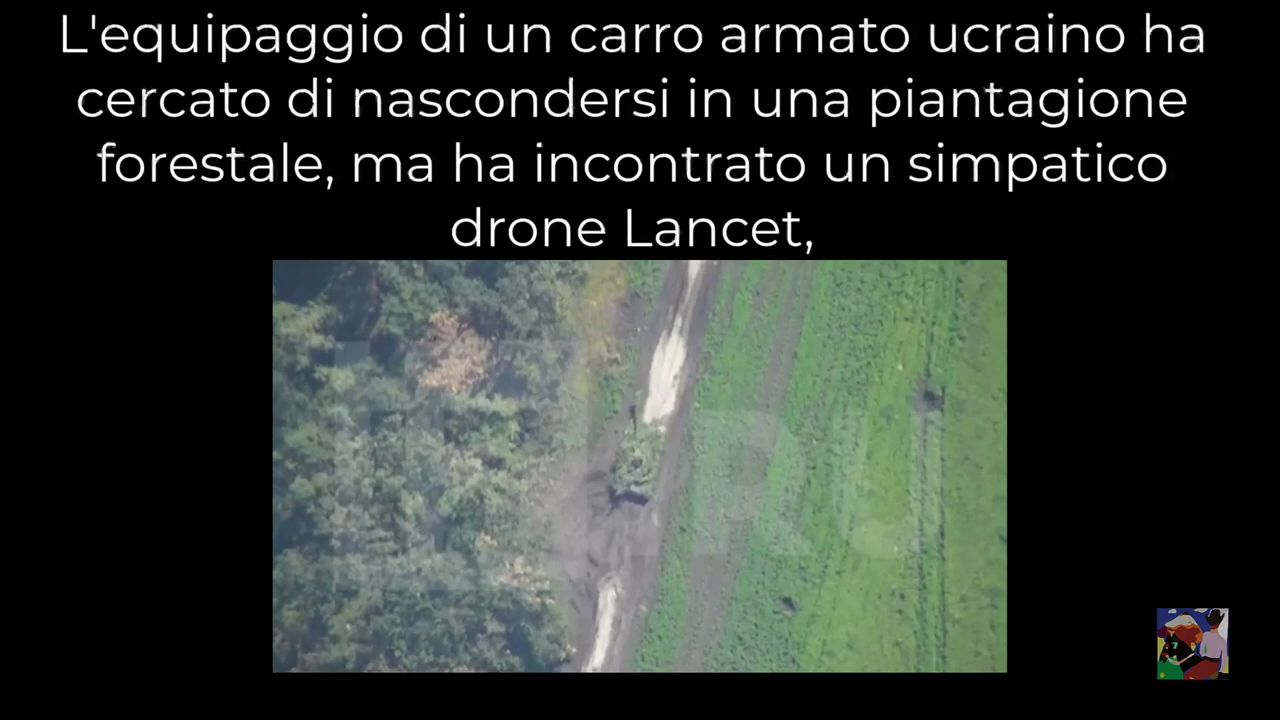 L'equipaggio di un carro armato ucraino ha
cercato di nascondersi in una piantagione
forestale, ma ha incontrato un simpatico
drone Lancet,